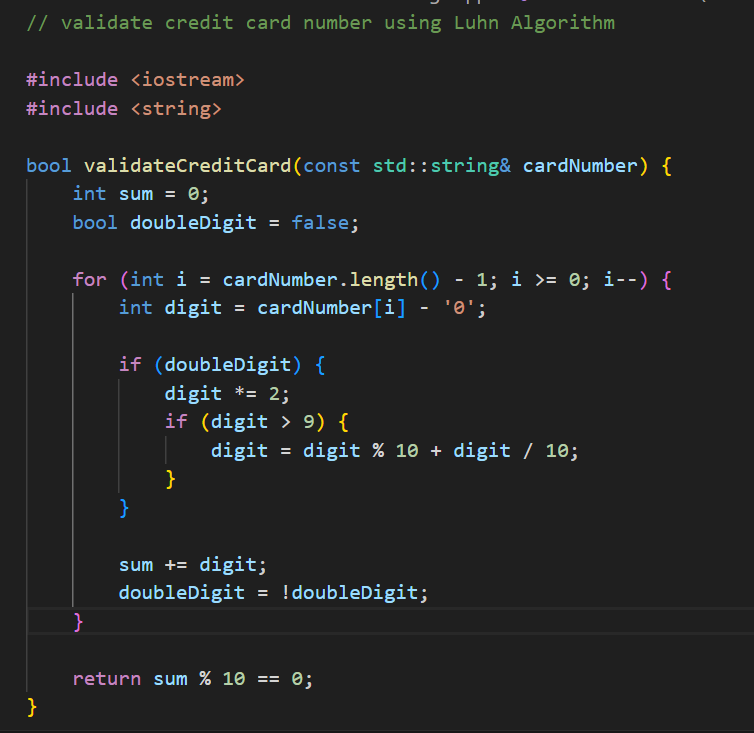 // validate credit card number using Luhn Algorithm
#include <iostream>
#include <string>
bool validateCreditCard(const std::string& cardNumber) {
    int sum = 0;
    bool doubleDigit = false;
    for (int i = cardNumber.length() - 1; i >= 0; i--) {
        int digit = cardNumber[i] - '0';
        if (doubleDigit) {
            digit *= 2;
            if (digit > 9) {
                digit = digit % 10 + digit / 10;
            }
        }
        sum += digit;
        doubleDigit = !doubleDigit;
    }
    return sum % 10 == 0;
}